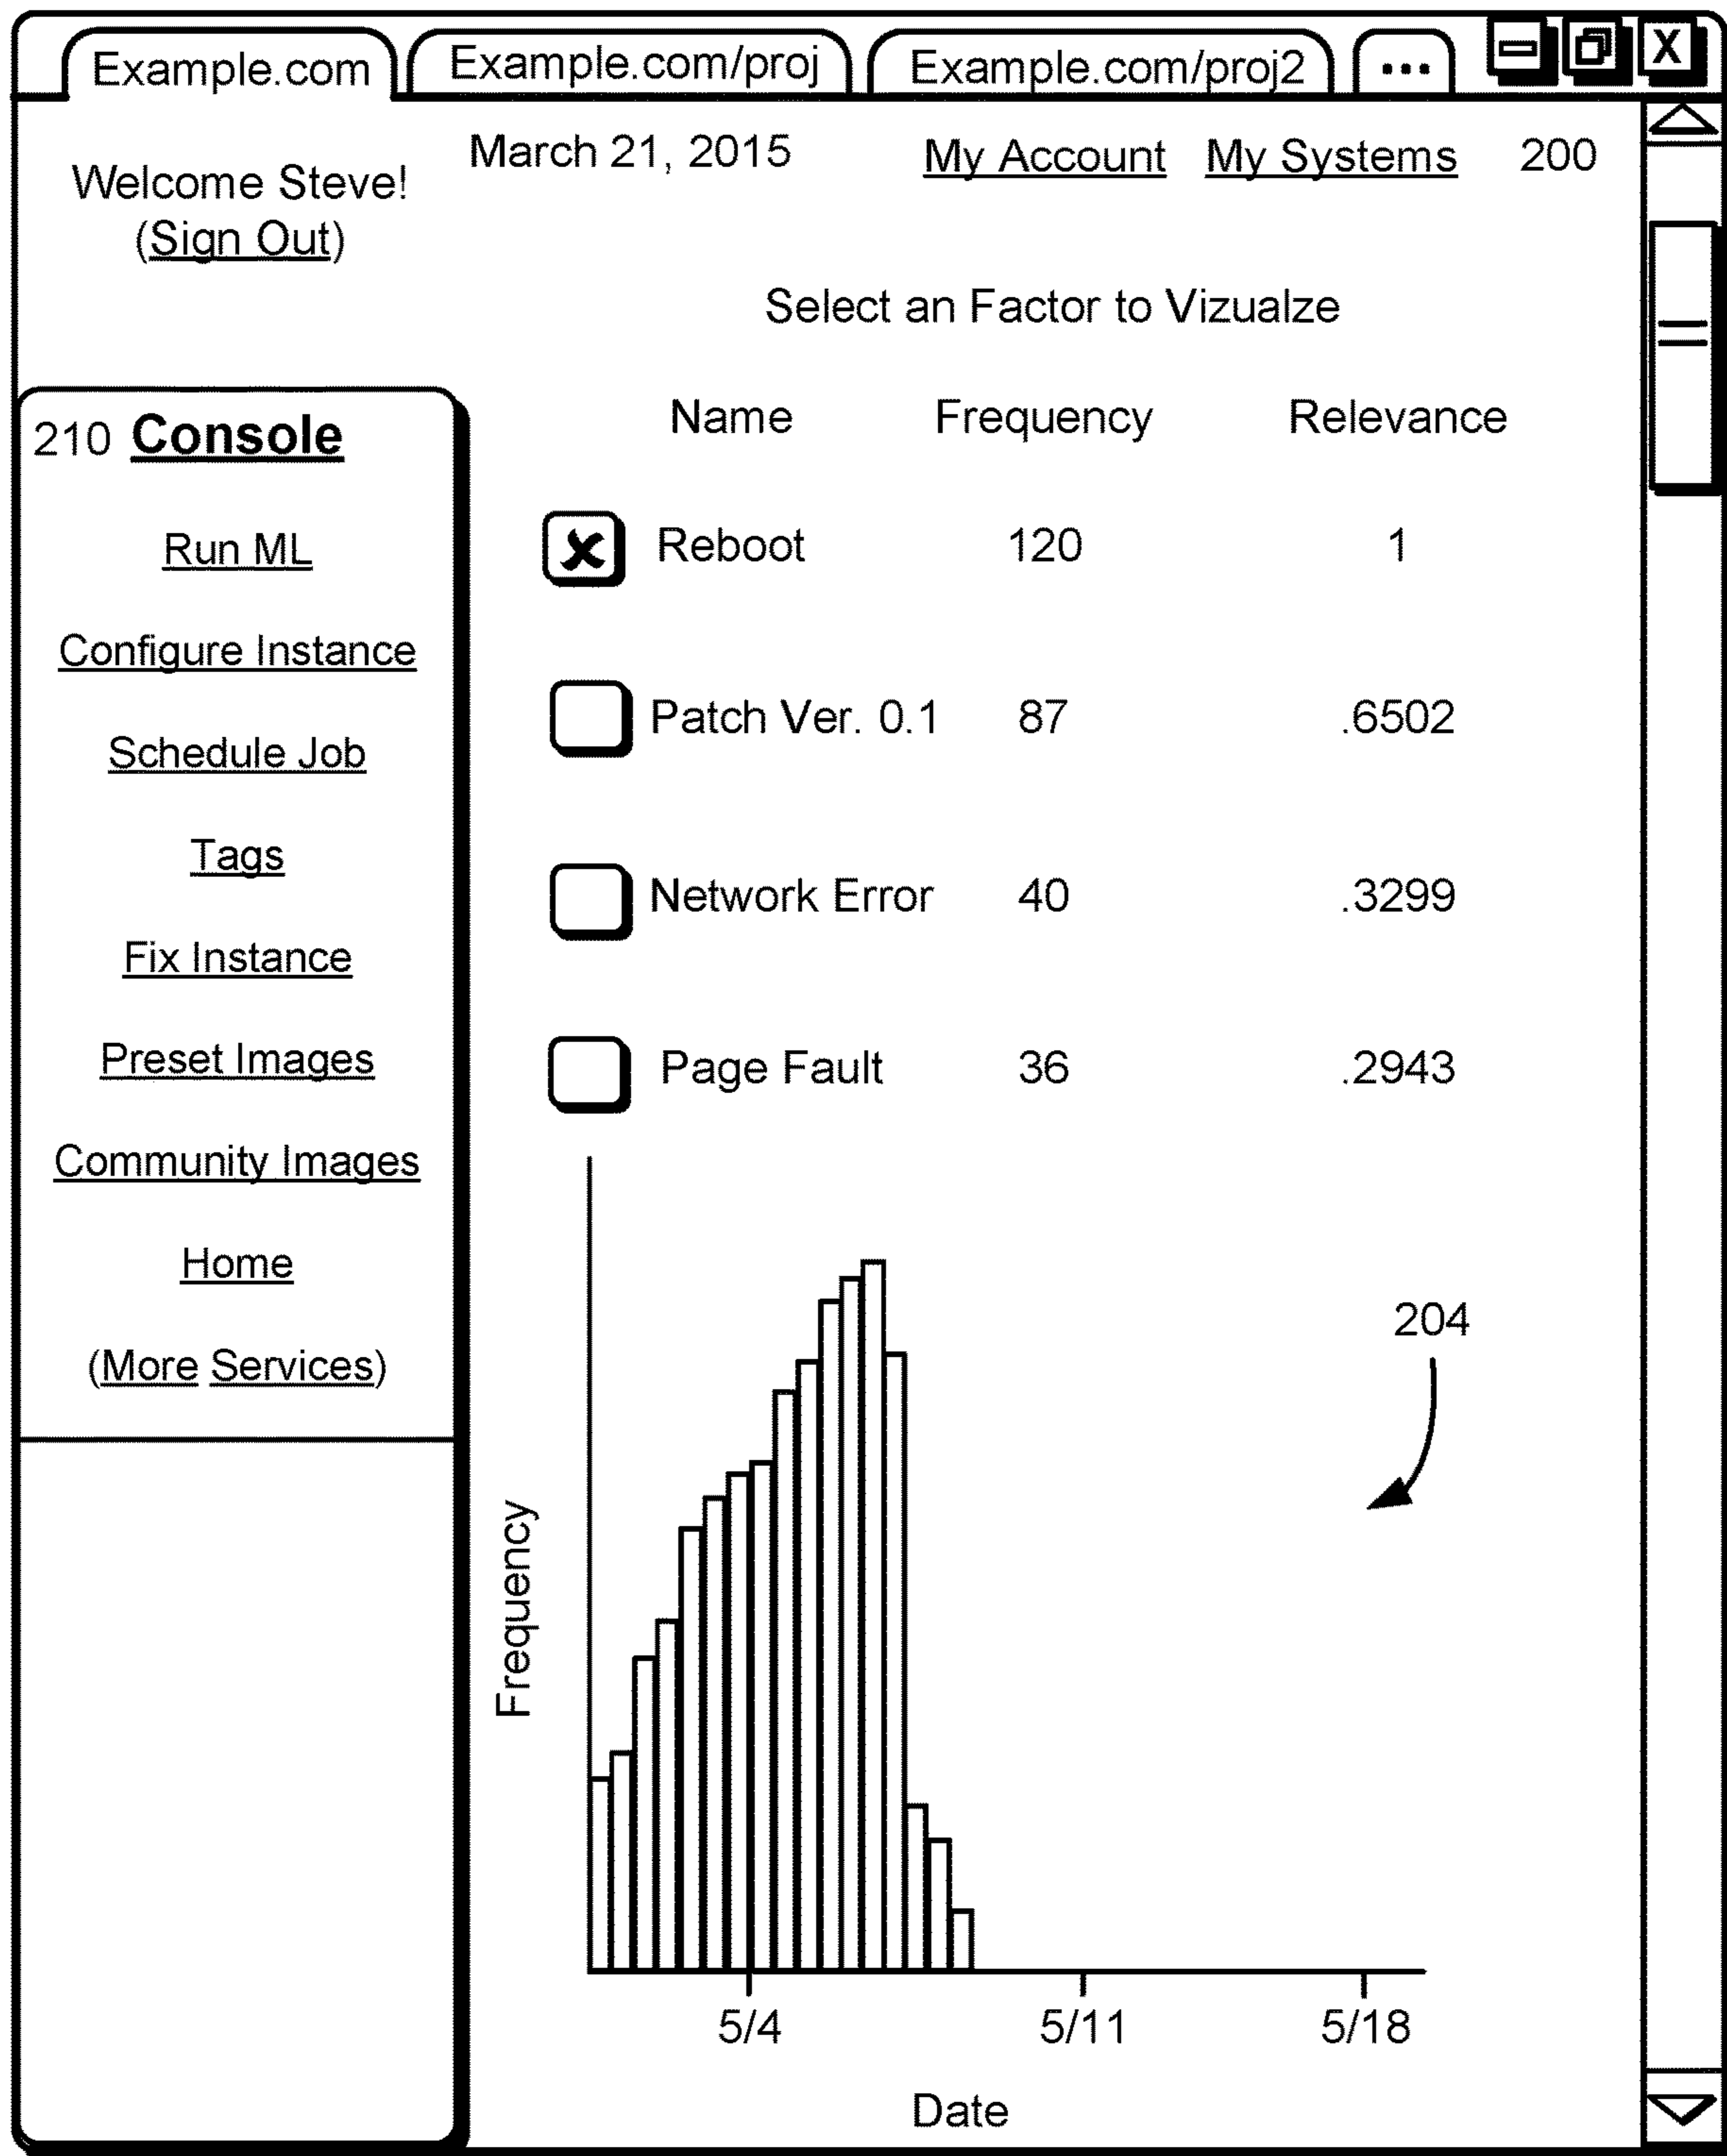 Example.com Example.com/proj Example.com/proj2 ... X
March 21, 2015 My Account My Systems 200
Welcome Steve!
(Sign Out)
Select an Factor to Vizualze
210 Console
Run ML
Configure Instance
Schedule Job
Tags
Fix Instance
Preset Images
Community Images
Home
(More Services)
Name Frequency Relevance
Reboot 120 1
Patch Ver. 0.1 87 .6502
Network Error 40 .3299
Page Fault 36 .2943
204
Frequency
5/4 5/11 5/18
Date